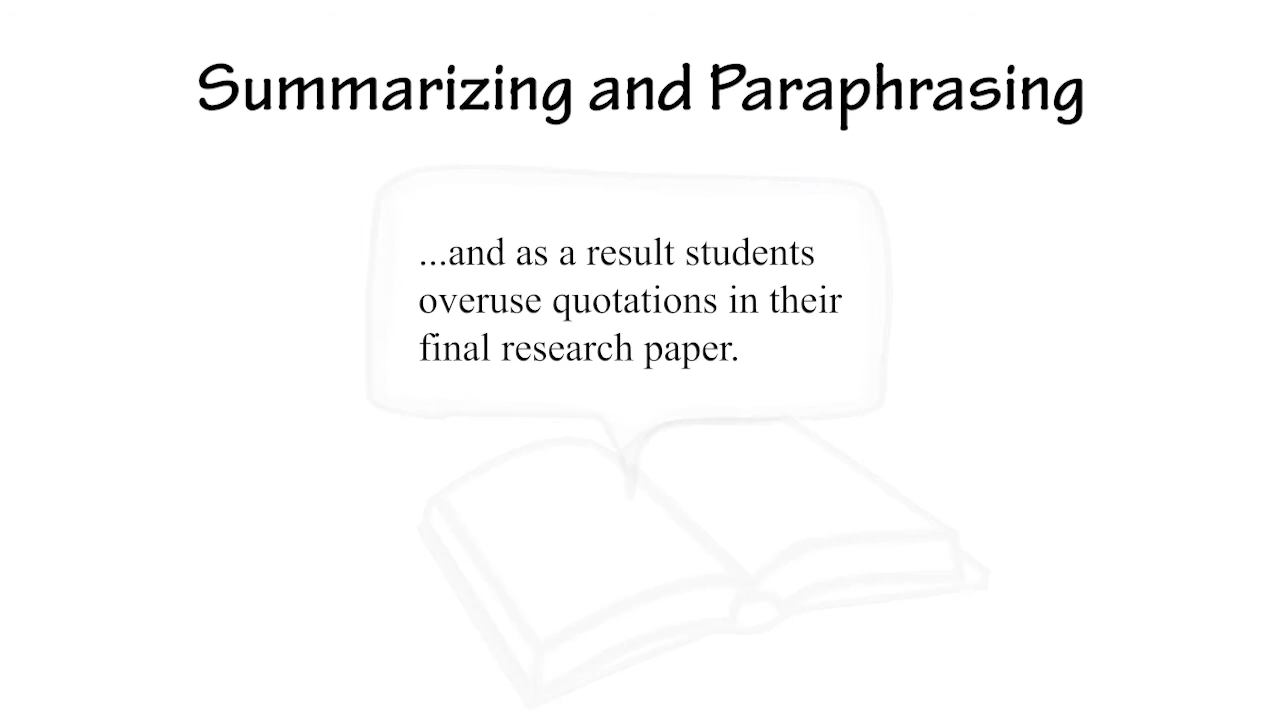 Summarizing and Paraphrasing
...and as a result students
overuse quotations in their
final research paper.